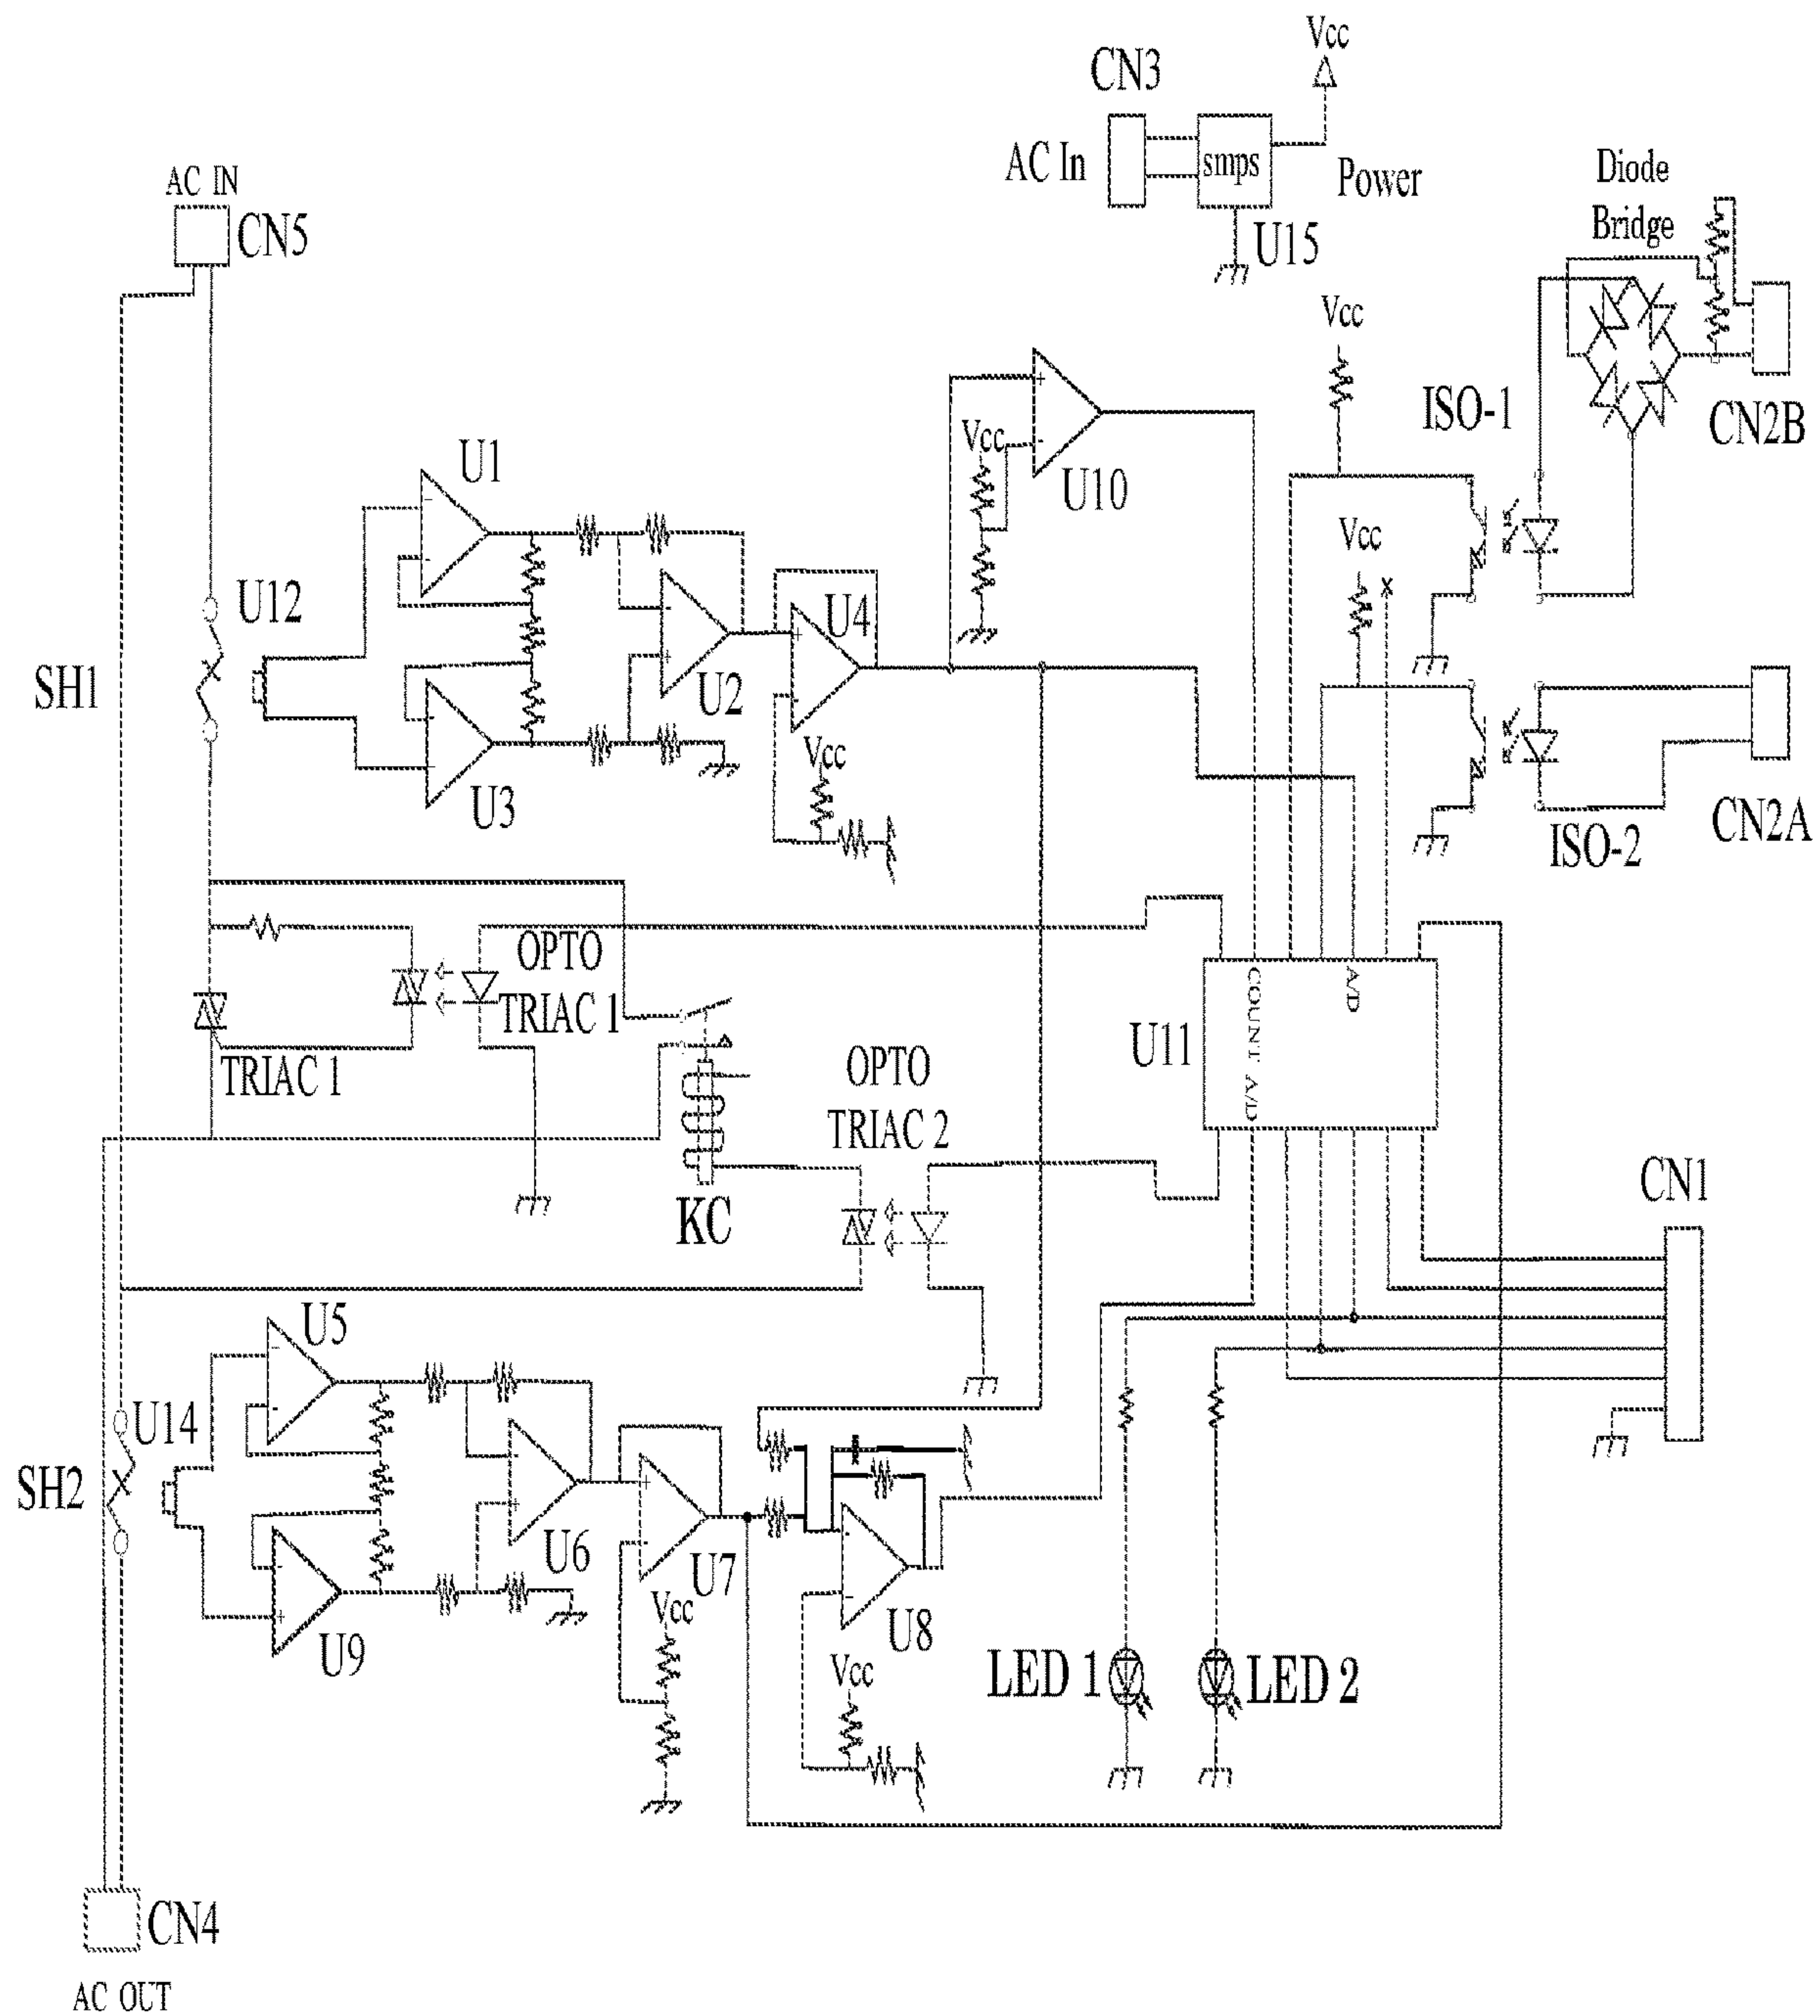 Vcc
CN3
AC In
smps
Power
U15
Diode
Bridge
AC IN
CN5
Vcc
ISO-1
CN2B
Vcc
U10
U1
Vcc
U12
U4
SH1
U2
Vcc
U3
CN2A
ISO-2
OPTO
TRIAC 1
COUNT
A/D
U11
TRIAC 1
OPTO
TRIAC 2
A/D
CN1
KC
U5
U14
SH2
U6
U7
Vcc
U8
U9
Vcc
LED 1
LED 2
CN4
AC OUT